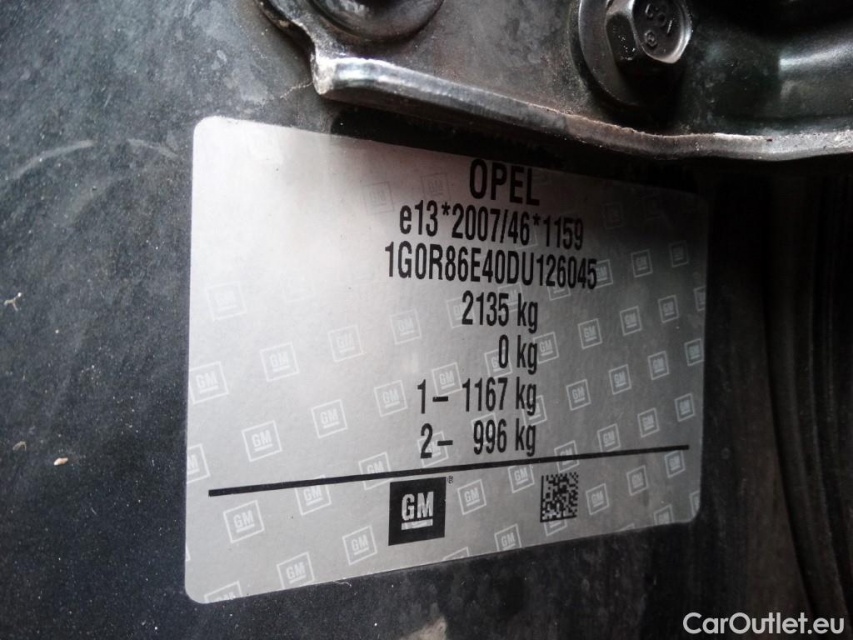 OPEL
e13*2007/46*1159
1G0R86E40DU126045
2135 kg
0 kg
1- 1167 kg
2- 996 kg
GM
CarOutlet.eu